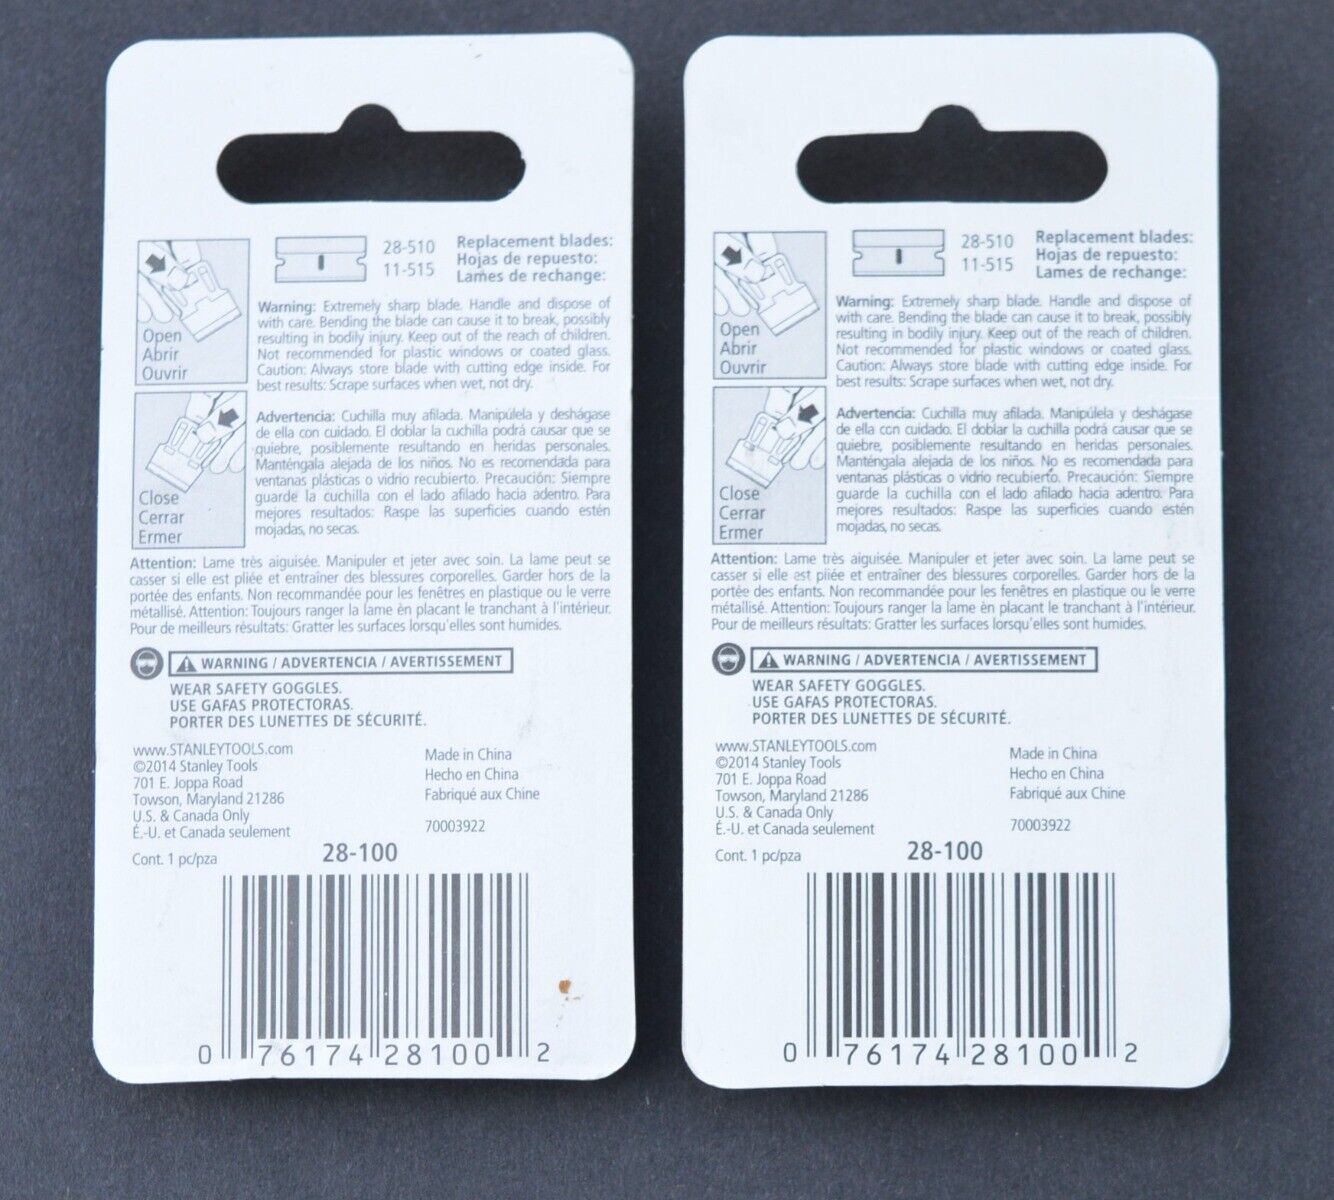 28-510
11-515
Replacement blades:
Hojas de repuesto:
Lames de rechange:
Open
Abrir
Ouvrir
Warning: Extremely sharp blade. Handle and dispose of
with care. Bending the blade can cause it to break, possibly
resulting in bodily injury. Keep out of the reach of children.
Not recommended for plastic windows or coated glass.
Caution: Always store blade with cutting edge inside. For
best results: Scrape surfaces when wet, not dry.
Close
Cerrar
Ermer
Advertencia: Cuchilla muy afilada. Manipúlela y deshágase
de ella con cuidado. El doblar la cuchilla podrá causar que se
quiebre, posiblemente resultando en heridas personales.
Manténgala alejada de los niños. No es recomendada para
ventanas plásticas o vidrio recubierto. Precaución: Siempre
guarde la cuchilla con el lado afilado hacia adentro. Para
mejores resultados: Raspe las superficies cuando estén
mojadas, no secas.
Attention: Lame très aiguisée. Manipuler et jeter avec soin. La lame peut se
casser si elle est pliée et entraîner des blessures corporelles. Garder hors de la
portée des enfants. Non recommandée pour les fenêtres en plastique ou le verre
métallisé. Attention: Toujours ranger la lame èn placant le tranchant à l'intérieur.
Pour de meilleurs résultats: Gratter les surfaces lorsqu'elles sont humides.
WARNING / ADVERTENCIA / AVERTISSEMENT
WEAR SAFETY GOGGLES.
USE GAFAS PROTECTORAS.
PORTER DES LUNETTES DE SÉCURITÉ.
www.STANLEYTOOLS.com
©2014 Stanley Tools
701 E. Joppa Road
Towson, Maryland 21286
U.S. & Canada Only
É.-U. et Canada seulement
Made in China
Hecho en China
Fabriqué aux Chine
70003922
Cont. 1 pc/pza
28-100
0 76174 28100 2
28-510
11-515
Replacement blades:
Hojas de repuesto:
Lames de rechange:
Open
Abrir
Ouvrir
Warning: Extremely sharp blade. Handle and dispose of
with care. Bending the blade can cause it to break, possibly
resulting in bodily injury. Keep out of the reach of children.
Not recommended for plastic windows or coated glass.
Caution: Always store blade with cutting edge inside. For
best results: Scrape surfaces when wet, not dry.
Close
Cerrar
Ermer
Advertencia: Cuchilla muy afilada. Manipúlela y deshágase
de ella con cuidado. El doblar la cuchilla podrá causar que se
quiebre, posiblemente resultando en heridas personales.
Manténgala alejada de los niños. No es recomendada para
ventanas plásticas o vidrio recubierto. Precaución: Siempre
guarde la cuchilla con el lado afilado hacia adentro. Para
mejores resultados: Raspe las superficies cuando estén
mojadas, no secas.
Attention: Lame très aiguisée. Manipuler et jeter avec soin. La lame peut se
casser si elle est pliée et entraîner des blessures corporelles. Garder hors de la
portée des enfants. Non recommandée pour les fenêtres en plastique ou le verre
métallisé. Attention: Toujours ranger la lame èn placant le tranchant à l'intérieur.
Pour de meilleurs résultats: Gratter les surfaces lorsqu'elles sont humides.
WARNING / ADVERTENCIA / AVERTISSEMENT
WEAR SAFETY GOGGLES.
USE GAFAS PROTECTORAS.
PORTER DES LUNETTES DE SÉCURITÉ.
www.STANLEYTOOLS.com
©2014 Stanley Tools
701 E. Joppa Road
Towson, Maryland 21286
U.S. & Canada Only
É.-U. et Canada seulement
Made in China
Hecho en China
Fabriqué aux Chine
70003922
Cont. 1 pc/pza
28-100
0 76174 28100 2